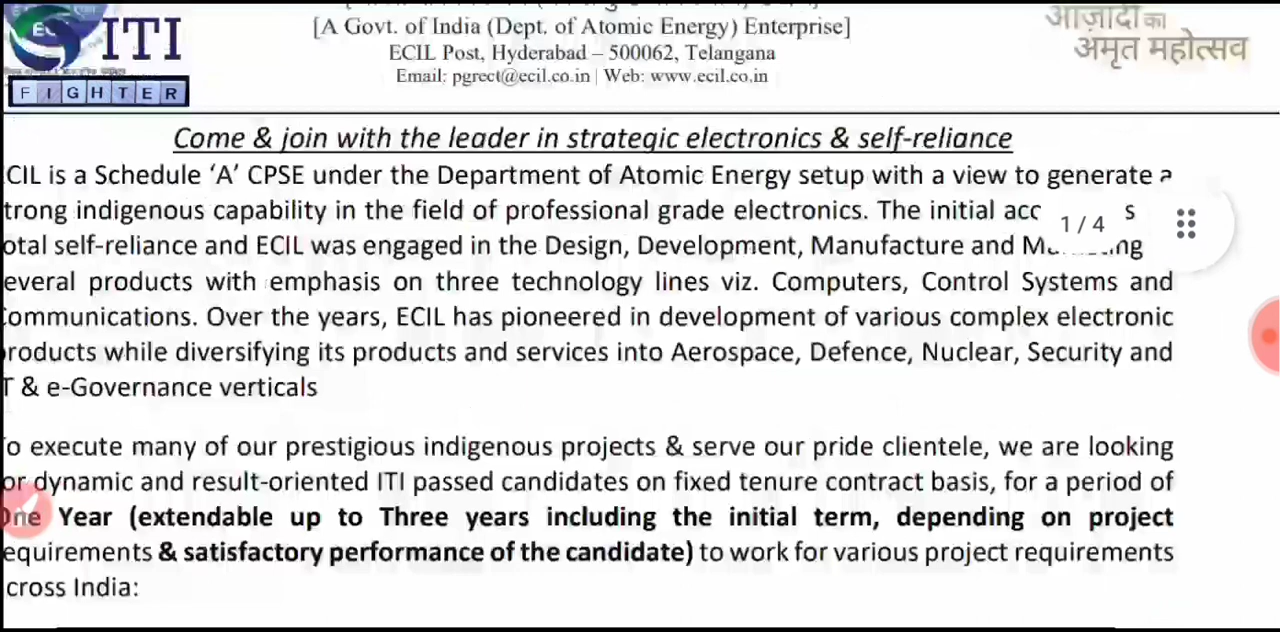 ITI
FIGHTER
[A Govt. of India (Dept. of Atomic Energy) Enterprise]
ECIL Post, Hyderabad – 500062, Telangana
Email: pgrect@ecil.co.in | Web: www.ecil.co.in
आज़ादी का
अमृत महोत्सव
Come & join with the leader in strategic electronics & self-reliance
CIL is a Schedule ‘A’ CPSE under the Department of Atomic Energy setup with a view to generate a
trong indigenous capability in the field of professional grade electronics. The initial acc s
1 / 4
otal self-reliance and ECIL was engaged in the Design, Development, Manufacture and M ng
everal products with emphasis on three technology lines viz. Computers, Control Systems and
ommunications. Over the years, ECIL has pioneered in development of various complex electronic
roducts while diversifying its products and services into Aerospace, Defence, Nuclear, Security and
T & e-Governance verticals
o execute many of our prestigious indigenous projects & serve our pride clientele, we are looking
or dynamic and result-oriented ITI passed candidates on fixed tenure contract basis, for a period of
One Year (extendable up to Three years including the initial term, depending on project
equirements & satisfactory performance of the candidate) to work for various project requirements
cross India: